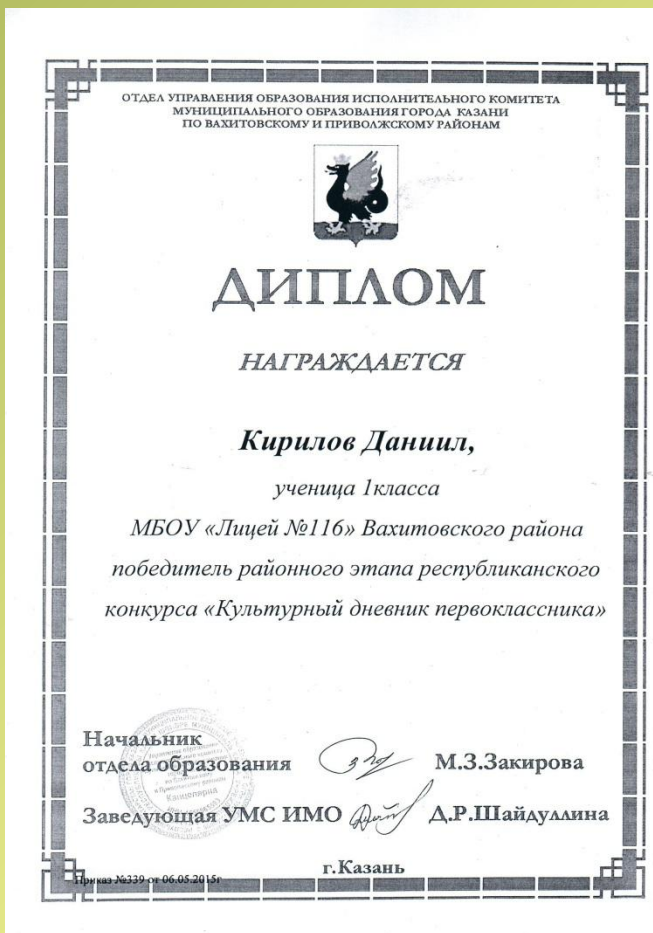 ОТДЕЛ УПРАВЛЕНИЯ ОБРАЗОВАНИЯ ИСПОЛНИТЕЛЬНОГО КОМИТЕТА
МУНИЦИПАЛЬНОГО ОБРАЗОВАНИЯ ГОРОДА КАЗАНИ
ПО ВАХИТОВСКОМУ И ПРИВОЛЖСКОМУ РАЙОНАМ
ДИПЛОМ
НАГРАЖДАЕТСЯ
Кирилов Даниил,
ученица 1класса
МБОУ «Лицей №116» Вахитовского района
победитель районного этапа республиканского
конкурса «Культурный дневник первоклассника»
Начальник
отдела образования М.З.Закирова
Канцелярия
Заведующая УМС ИМО Д.Р.Шайдуллина
г.Казань
Приказ №339 от 06.05.2015г